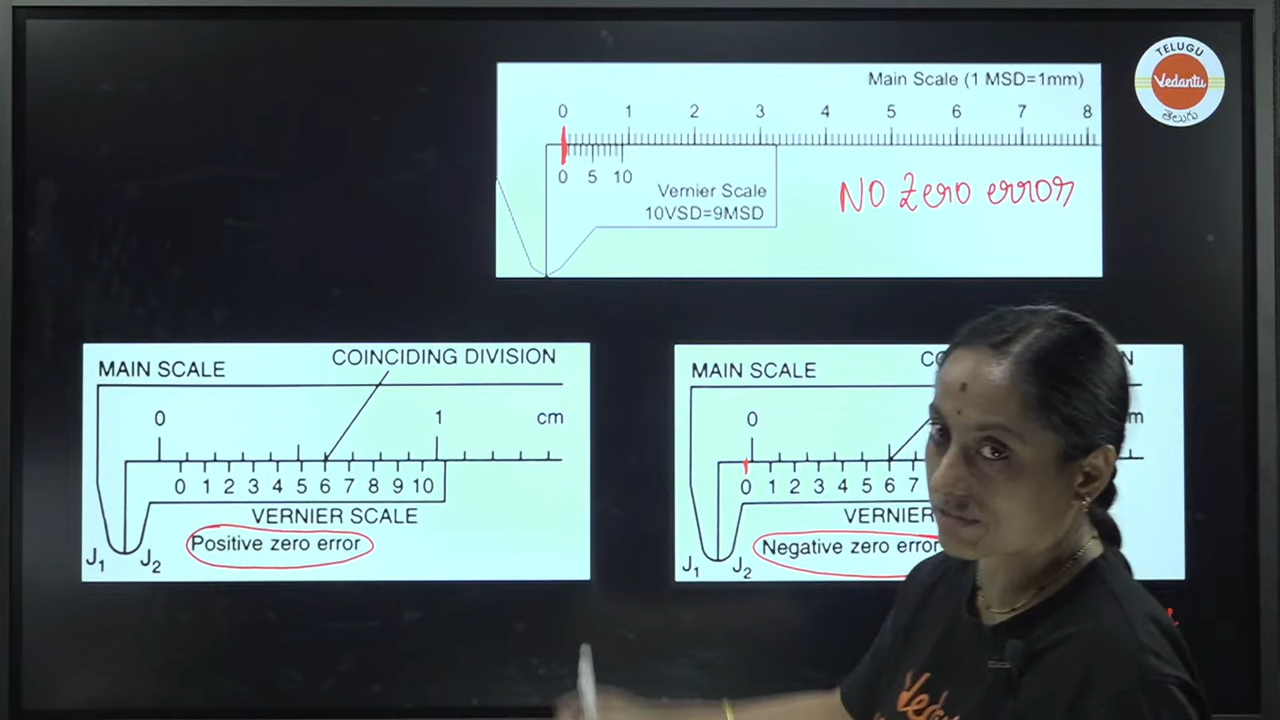 TELUGU
Vedantu
తెలుగు
Main Scale (1 MSD=1mm)
0 1 2 3 4 5 6 7 8
0 5 10
Vernier Scale
10VSD=9MSD
No Zero error
COINCIDING DIVISION
MAIN SCALE
0 1 cm
0 1 2 3 4 5 6 7 8 9 10
VERNIER SCALE
Positive zero error
J1 J2
MAIN SCALE
0
0 1 2 3 4 5 6 7
VERNIER
Negative zero error
J1 J2